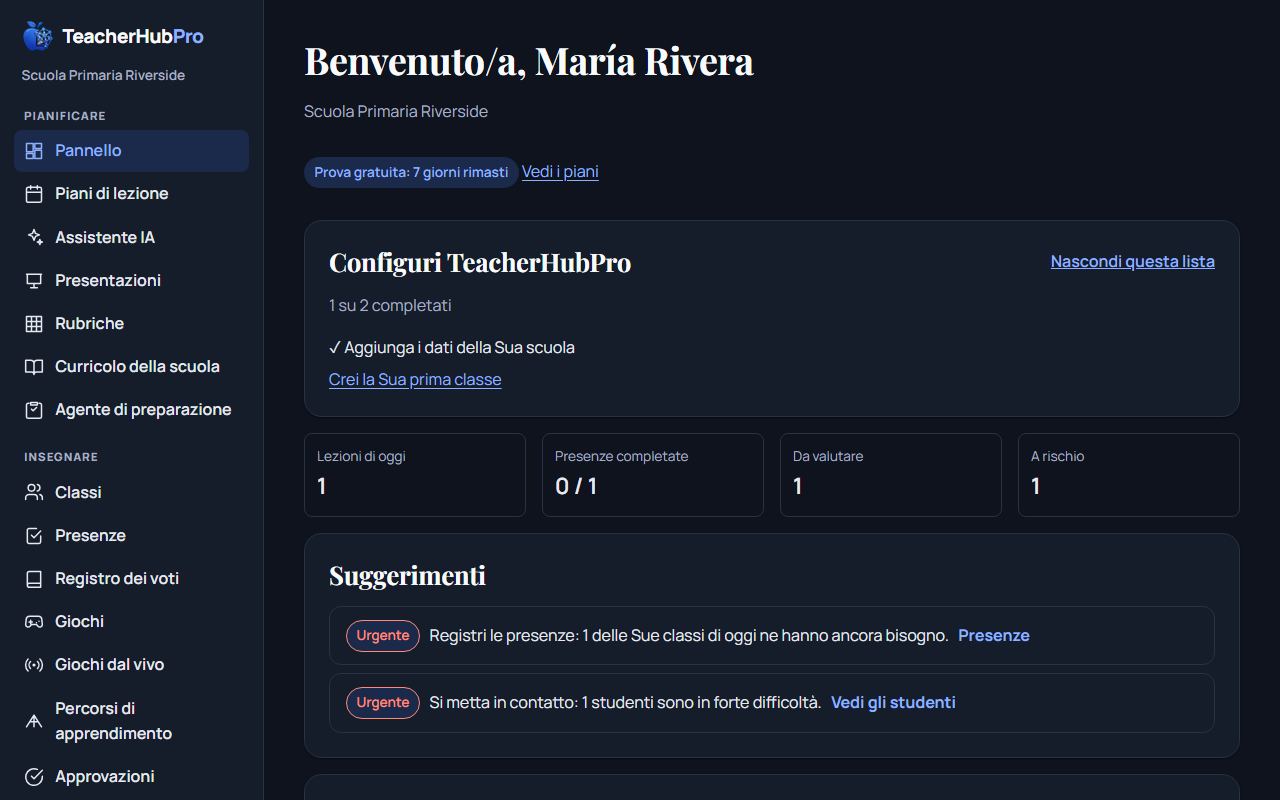 TeacherHubPro
Scuola Primaria Riverside
PIANIFICARE
Pannello
Piani di lezione
Assistente IA
Presentazioni
Rubriche
Curricolo della scuola
Agente di preparazione
INSEGNARE
Classi
Presenze
Registro dei voti
Giochi
Giochi dal vivo
Percorsi di
apprendimento
Approvazioni
Benvenuto/a, María Rivera
Scuola Primaria Riverside
Prova gratuita: 7 giorni rimasti Vedi i piani
Configuri TeacherHubPro
Nascondi questa lista
1 su 2 completati
✓ Aggiunga i dati della Sua scuola
Crei la Sua prima classe
Lezioni di oggi
1
Presenze completate
0 / 1
Da valutare
1
A rischio
1
Suggerimenti
Urgente Registri le presenze: 1 delle Sue classi di oggi ne hanno ancora bisogno. Presenze
Urgente Si metta in contatto: 1 studenti sono in forte difficoltà. Vedi gli studenti